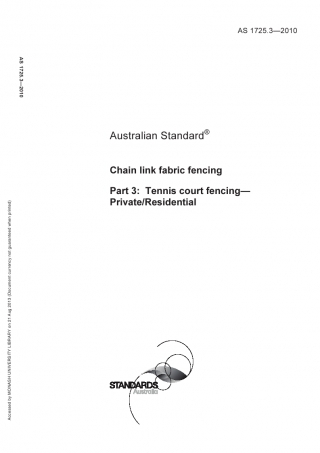 AS 1725.3—2010
AS 1725.3—2010
Australian Standard®
Chain link fabric fencing
Part 3: Tennis court fencing—
Private/Residential
Accessed by MONASH UNIVERSITY LIBRARY on 21 Aug 2012 (Document currency not guaranteed when printed)
STANDARDS
Australia